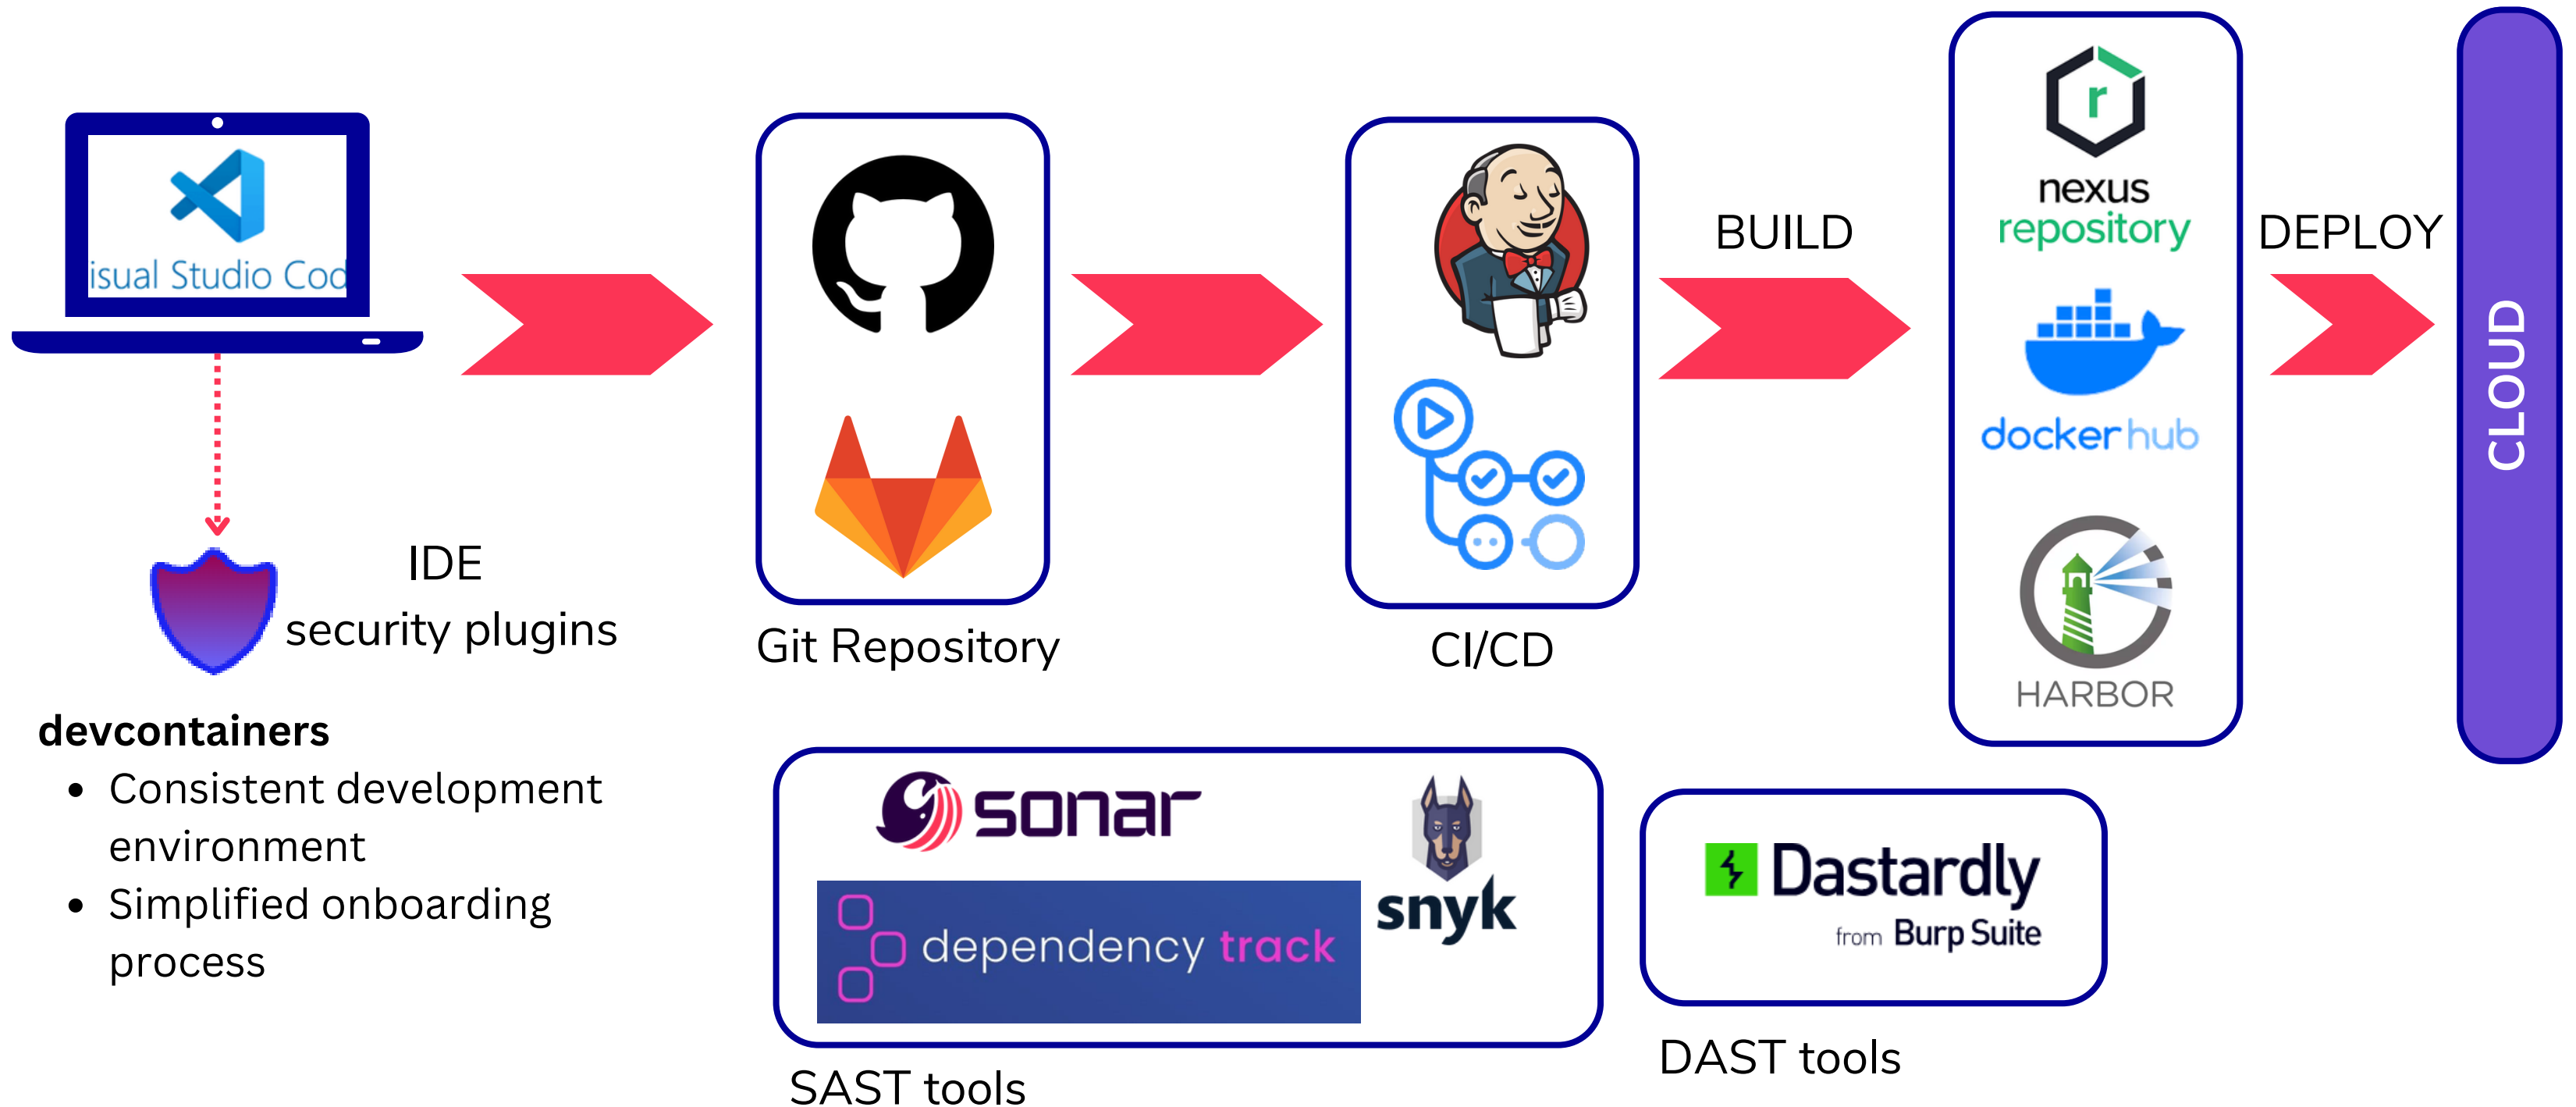 isual Studio Cod
IDE
security plugins
devcontainers
• Consistent development
environment
• Simplified onboarding
process
Git Repository
CI/CD
BUILD
nexus
repository
docker hub
HARBOR
DEPLOY
CLOUD
sonar
snyk
dependency track
SAST tools
Dastardly
from Burp Suite
DAST tools